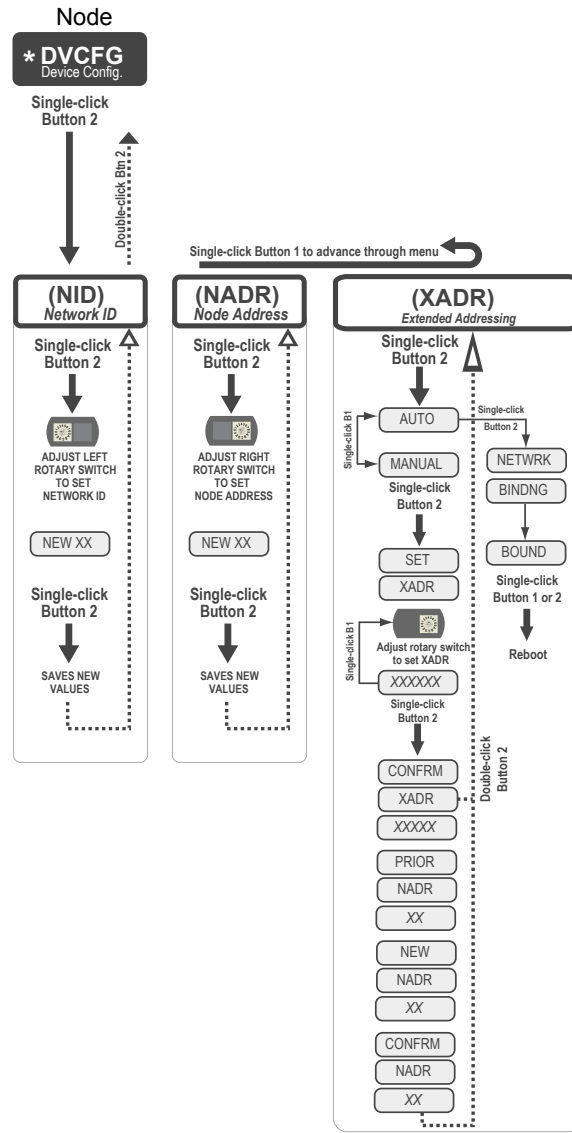 Node
* DVCFG
Device Config.
Single-click
Button 2
Double-click Btn 2
Single-click Button 1 to advance through menu
(NID)
Network ID
Single-click
Button 2
ADJUST LEFT
ROTARY SWITCH
TO SET
NETWORK ID
NEW XX
Single-click
Button 2
SAVES NEW
VALUES
(NADR)
Node Address
Single-click
Button 2
ADJUST RIGHT
ROTARY SWITCH
TO SET
NODE ADDRESS
NEW XX
Single-click
Button 2
SAVES NEW
VALUES
(XADR)
Extended Addressing
Single-click
Button 2
AUTO
Single-click B1
MANUAL
Single-click
Button 2
NETWRK
BINDNG
BOUND
Single-click
Button 1 or 2
Reboot
Single-click
Button 2
SET
XADR
Single-click B1
Adjust rotary switch
to set XADR
XXXXXX
Single-click
Button 2
CONFRM
XADR
XXXXX
Double-click
Button 2
PRIOR
NADR
XX
NEW
NADR
XX
CONFRM
NADR
XX